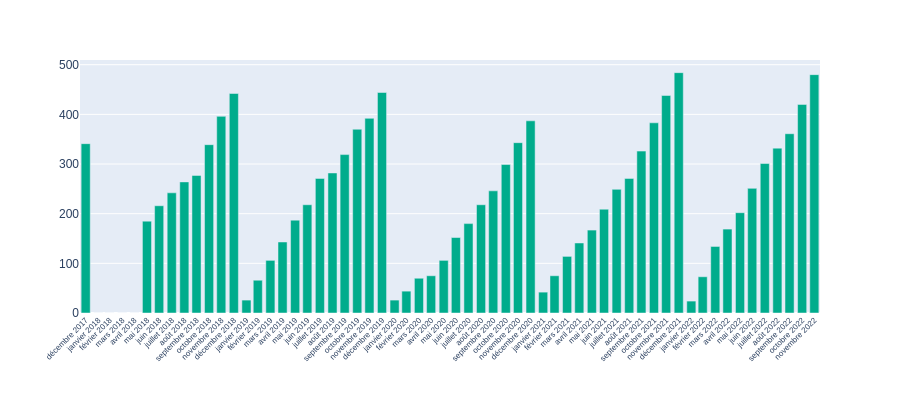 500
400
300
200
100
0
décembre 2017
janvier 2018
février 2018
mars 2018
avril 2018
mai 2018
juin 2018
juillet 2018
août 2018
septembre 2018
octobre 2018
novembre 2018
décembre 2018
janvier 2019
février 2019
mars 2019
avril 2019
mai 2019
juin 2019
juillet 2019
août 2019
septembre 2019
octobre 2019
novembre 2019
décembre 2019
janvier 2020
février 2020
mars 2020
avril 2020
mai 2020
juin 2020
juillet 2020
août 2020
septembre 2020
octobre 2020
novembre 2020
décembre 2020
janvier 2021
février 2021
mars 2021
avril 2021
mai 2021
juin 2021
juillet 2021
août 2021
septembre 2021
octobre 2021
novembre 2021
décembre 2021
janvier 2022
février 2022
mars 2022
avril 2022
mai 2022
juin 2022
juillet 2022
août 2022
septembre 2022
octobre 2022
novembre 2022